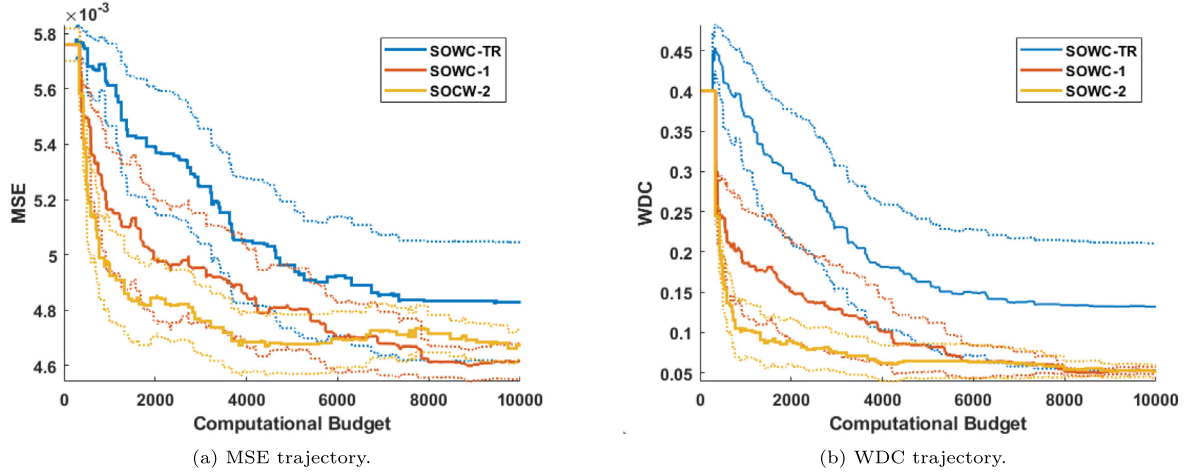 ×10⁻³
5.8
5.6
5.4
5.2
5
4.8
4.6
MSE
0 2000 4000 6000 8000 10000
Computational Budget
SOWC-TR
SOWC-1
SOCW-2
(a) MSE trajectory.
0.45
0.4
0.35
0.3
0.25
0.2
0.15
0.1
0.05
WDC
0 2000 4000 6000 8000 10000
Computational Budget
SOWC-TR
SOWC-1
SOWC-2
(b) WDC trajectory.